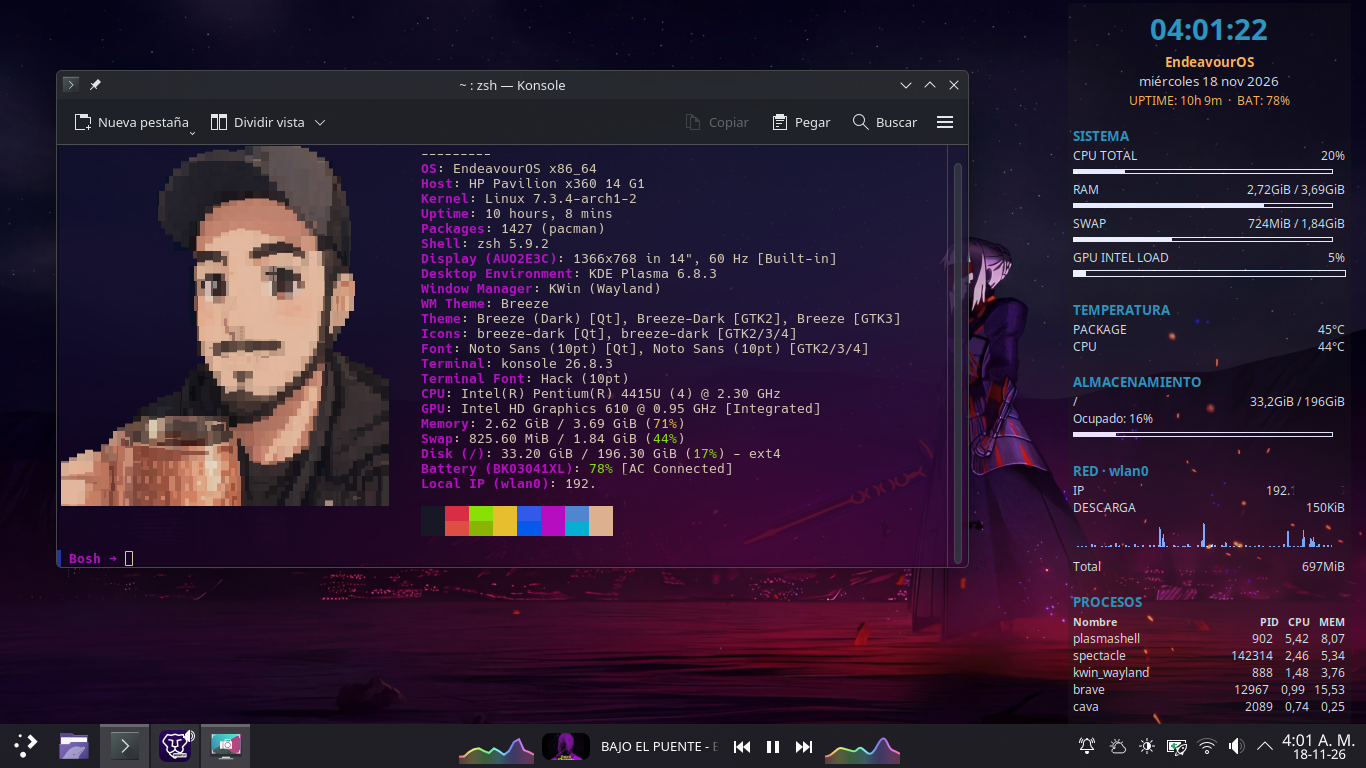 ~ : zsh — Konsole
Nueva pestaña
Dividir vista
Copiar
Pegar
Buscar
---------
OS: EndeavourOS x86_64
Host: HP Pavilion x360 14 G1
Kernel: Linux 7.3.4-arch1-2
Uptime: 10 hours, 8 mins
Packages: 1427 (pacman)
Shell: zsh 5.9.2
Display (AUO2E3C): 1366x768 in 14", 60 Hz [Built-in]
Desktop Environment: KDE Plasma 6.8.3
Window Manager: KWin (Wayland)
WM Theme: Breeze
Theme: Breeze (Dark) [Qt], Breeze-Dark [GTK2], Breeze [GTK3]
Icons: breeze-dark [Qt], breeze-dark [GTK2/3/4]
Font: Noto Sans (10pt) [Qt], Noto Sans (10pt) [GTK2/3/4]
Terminal: konsole 26.8.3
Terminal Font: Hack (10pt)
CPU: Intel(R) Pentium(R) 4415U (4) @ 2.30 GHz
GPU: Intel HD Graphics 610 @ 0.95 GHz [Integrated]
Memory: 2.62 GiB / 3.69 GiB (71%)
Swap: 825.60 MiB / 1.84 GiB (44%)
Disk (/): 33.20 GiB / 196.30 GiB (17%) - ext4
Battery (BK03041XL): 78% [AC Connected]
Local IP (wlan0): 192.
Bosh →
04:01:22
EndeavourOS
miércoles 18 nov 2026
UPTIME: 10h 9m · BAT: 78%
SISTEMA
CPU TOTAL 20%
RAM 2,72GiB / 3,69GiB
SWAP 724MiB / 1,84GiB
GPU INTEL LOAD 5%
TEMPERATURA
PACKAGE 45°C
CPU 44°C
ALMACENAMIENTO
/ 33,2GiB / 196GiB
Ocupado: 16%
RED · wlan0
IP 192.
DESCARGA 150KiB
Total 697MiB
PROCESOS
Nombre PID CPU MEM
plasmashell 902 5,42 8,07
spectacle 142314 2,46 5,34
kwin_wayland 888 1,48 3,76
brave 12967 0,99 15,53
cava 2089 0,74 0,25
BAJO EL PUENTE -
4:01 A. M.
18-11-26